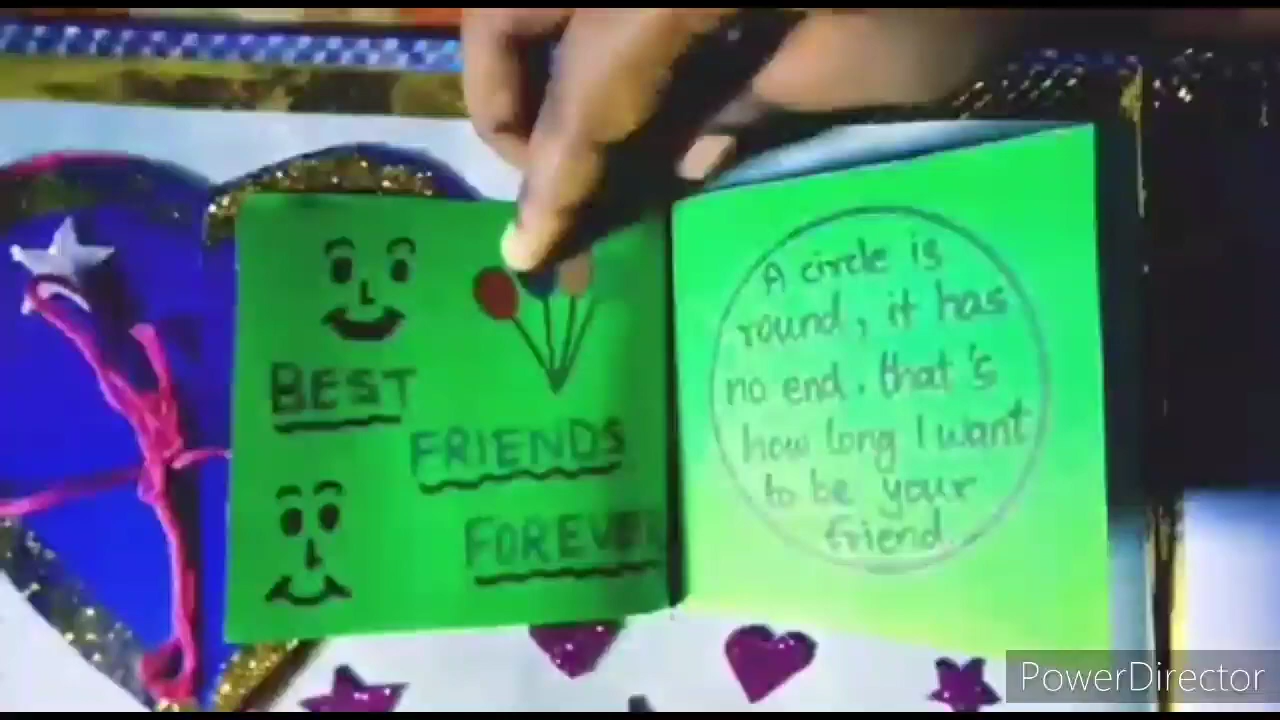 BEST
FRIENDS
FOREVER
A circle is
round, it has
no end. that's
how long I want
to be your
friend.
PowerDirector